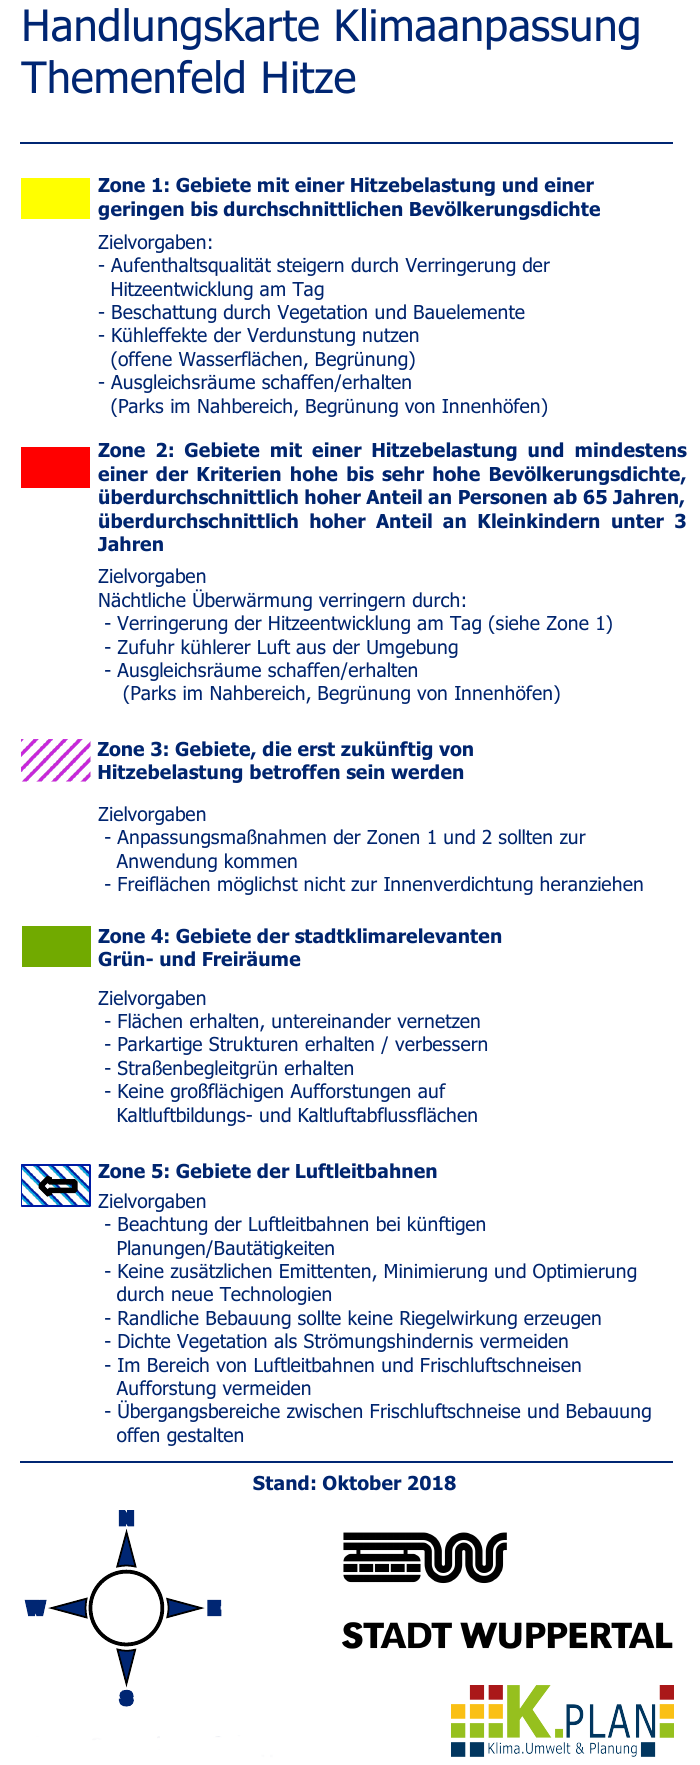 Handlungskarte Klimaanpassung
Themenfeld Hitze
Zone 1: Gebiete mit einer Hitzebelastung und einer
geringen bis durchschnittlichen Bevölkerungsdichte
Zielvorgaben:
- Aufenthaltsqualität steigern durch Verringerung der
Hitzeentwicklung am Tag
- Beschattung durch Vegetation und Bauelemente
- Kühleffekte der Verdunstung nutzen
(offene Wasserflächen, Begrünung)
- Ausgleichsräume schaffen/erhalten
(Parks im Nahbereich, Begrünung von Innenhöfen)
Zone 2: Gebiete mit einer Hitzebelastung und mindestens
einer der Kriterien hohe bis sehr hohe Bevölkerungsdichte,
überdurchschnittlich hoher Anteil an Personen ab 65 Jahren,
überdurchschnittlich hoher Anteil an Kleinkindern unter 3
Jahren
Zielvorgaben
Nächtliche Überwärmung verringern durch:
- Verringerung der Hitzeentwicklung am Tag (siehe Zone 1)
- Zufuhr kühlerer Luft aus der Umgebung
- Ausgleichsräume schaffen/erhalten
(Parks im Nahbereich, Begrünung von Innenhöfen)
Zone 3: Gebiete, die erst zukünftig von
Hitzebelastung betroffen sein werden
Zielvorgaben
- Anpassungsmaßnahmen der Zonen 1 und 2 sollten zur
Anwendung kommen
- Freiflächen möglichst nicht zur Innenverdichtung heranziehen
Zone 4: Gebiete der stadtklimarelevanten
Grün- und Freiräume
Zielvorgaben
- Flächen erhalten, untereinander vernetzen
- Parkartige Strukturen erhalten / verbessern
- Straßenbegleitgrün erhalten
- Keine großflächigen Aufforstungen auf
Kaltluftbildungs- und Kaltluftabflussflächen
Zone 5: Gebiete der Luftleitbahnen
Zielvorgaben
- Beachtung der Luftleitbahnen bei künftigen
Planungen/Bautätigkeiten
- Keine zusätzlichen Emittenten, Minimierung und Optimierung
durch neue Technologien
- Randliche Bebauung sollte keine Riegelwirkung erzeugen
- Dichte Vegetation als Strömungshindernis vermeiden
- Im Bereich von Luftleitbahnen und Frischluftschneisen
Aufforstung vermeiden
- Übergangsbereiche zwischen Frischluftschneise und Bebauung
offen gestalten
Stand: Oktober 2018
N
W E
S
STADT WUPPERTAL
K.PLAN
Klima.Umwelt & Planung